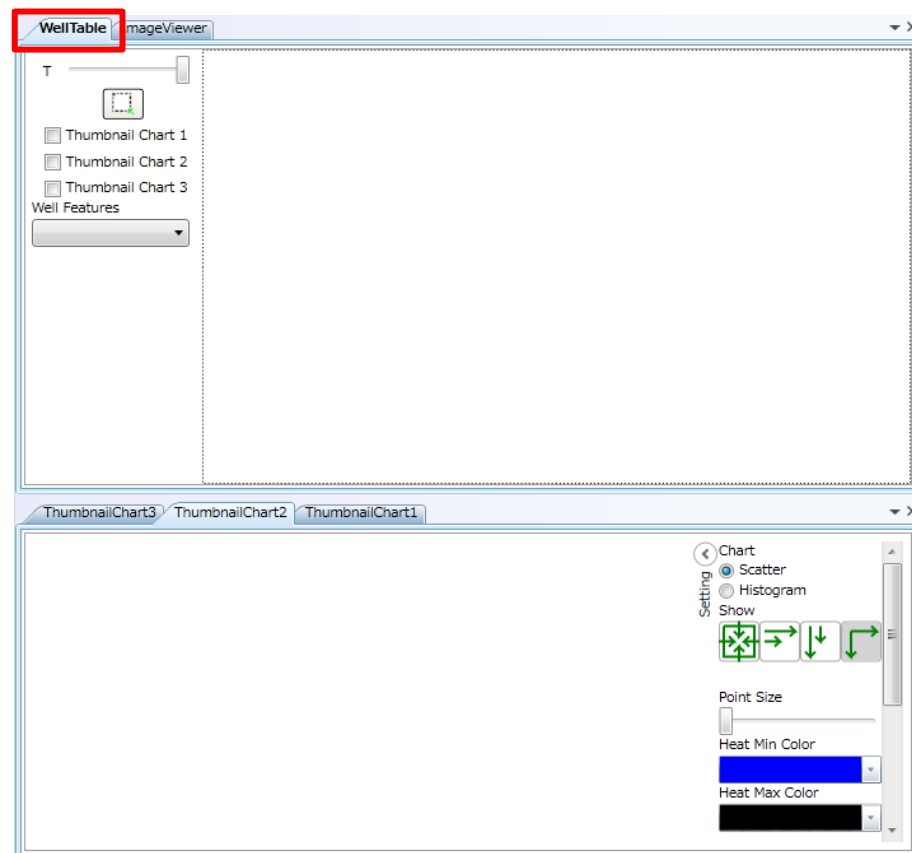 WellTable ImageViewer
T
Thumbnail Chart 1
Thumbnail Chart 2
Thumbnail Chart 3
Well Features
ThumbnailChart3 ThumbnailChart2 ThumbnailChart1
Setting
Chart
Scatter
Histogram
Show
Point Size
Heat Min Color
Heat Max Color